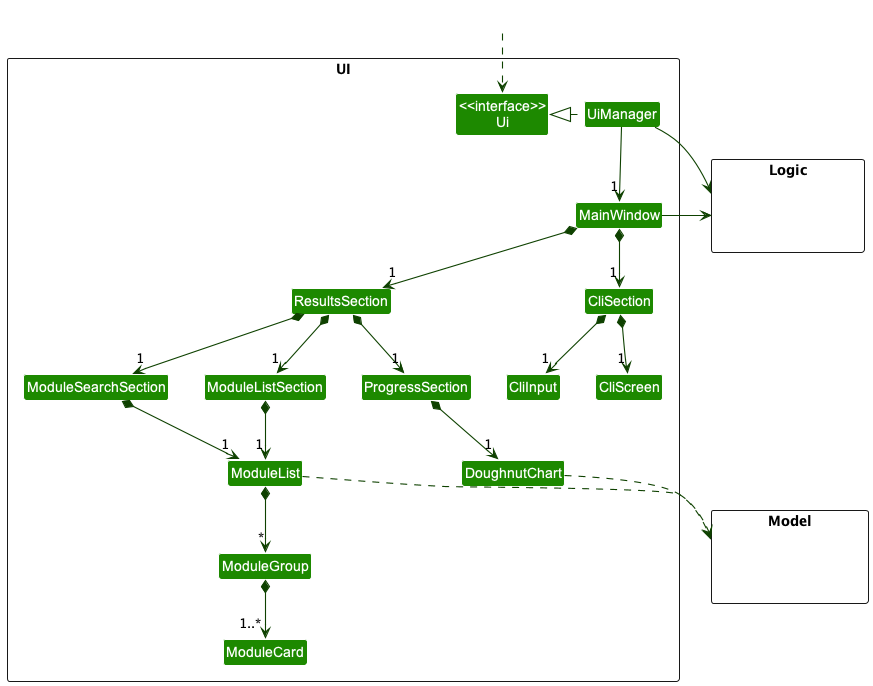 UI
<<interface>>
Ui
UiManager
Logic
1
MainWindow
1
1
ResultsSection
CliSection
1
1
1
1
1
ModuleSearchSection
ModuleListSection
ProgressSection
CliInput
CliScreen
1
1
1
ModuleList
DoughnutChart
Model
*
ModuleGroup
1..*
ModuleCard